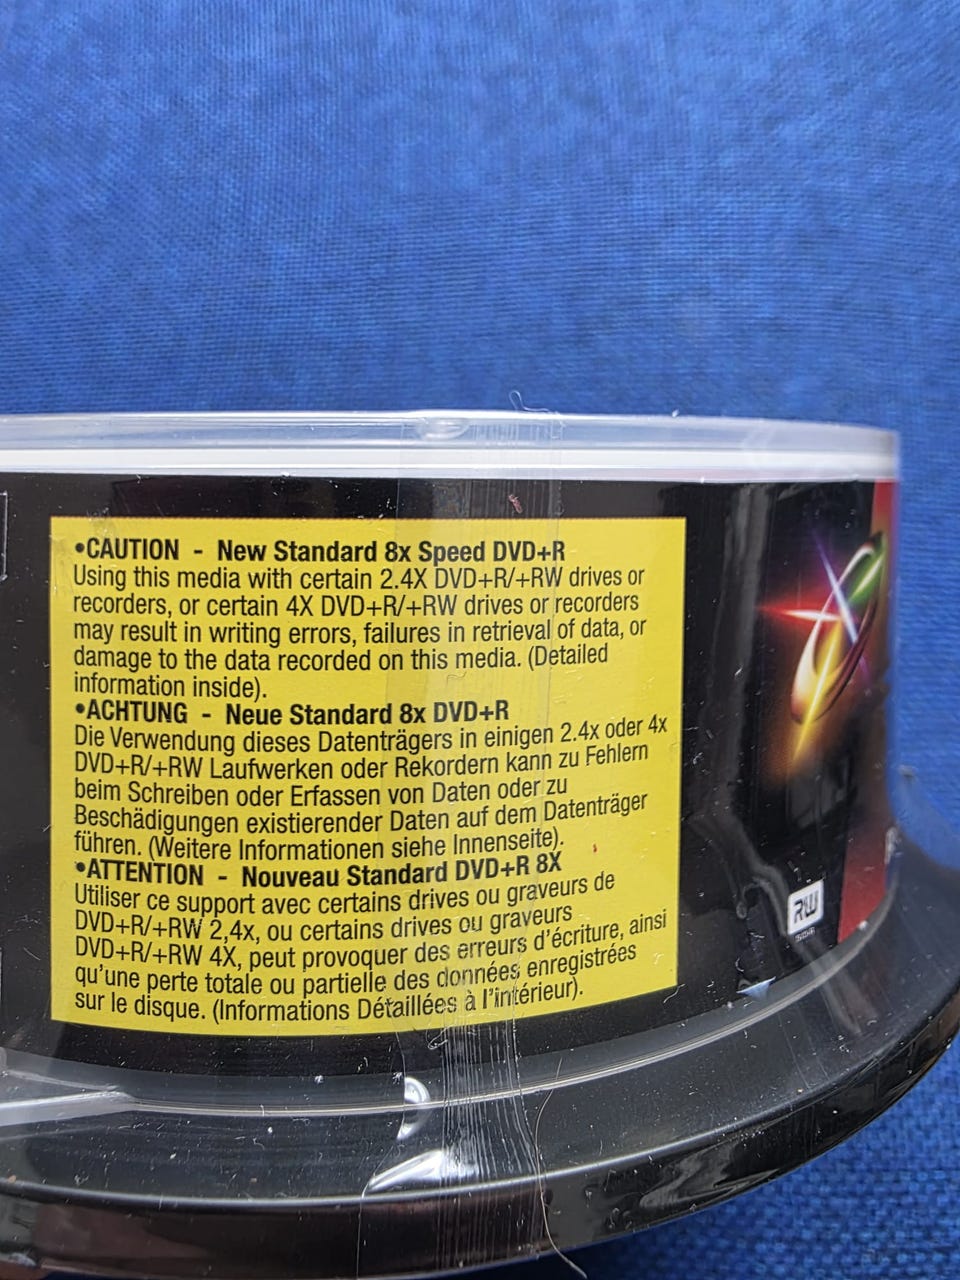 •CAUTION - New Standard 8x Speed DVD+R
Using this media with certain 2.4X DVD+R/+RW drives or
recorders, or certain 4X DVD+R/+RW drives or recorders
may result in writing errors, failures in retrieval of data, or
damage to the data recorded on this media. (Detailed
information inside).
•ACHTUNG - Neue Standard 8x DVD+R
Die Verwendung dieses Datenträgers in einigen 2.4x oder 4x
DVD+R/+RW Laufwerken oder Rekordern kann zu Fehlern
beim Schreiben oder Erfassen von Daten oder zu
Beschädigungen existierender Daten auf dem Datenträger
führen. (Weitere Informationen siehe Innenseite).
•ATTENTION - Nouveau Standard DVD+R 8X
Utiliser ce support avec certains drives ou graveurs de
DVD+R/+RW 2,4x, ou certains drives ou graveurs
DVD+R/+RW 4X, peut provoquer des erreurs d'écriture, ainsi
qu'une perte totale ou partielle des données enregistrées
sur le disque. (Informations Détaillées à l'intérieur).
RW